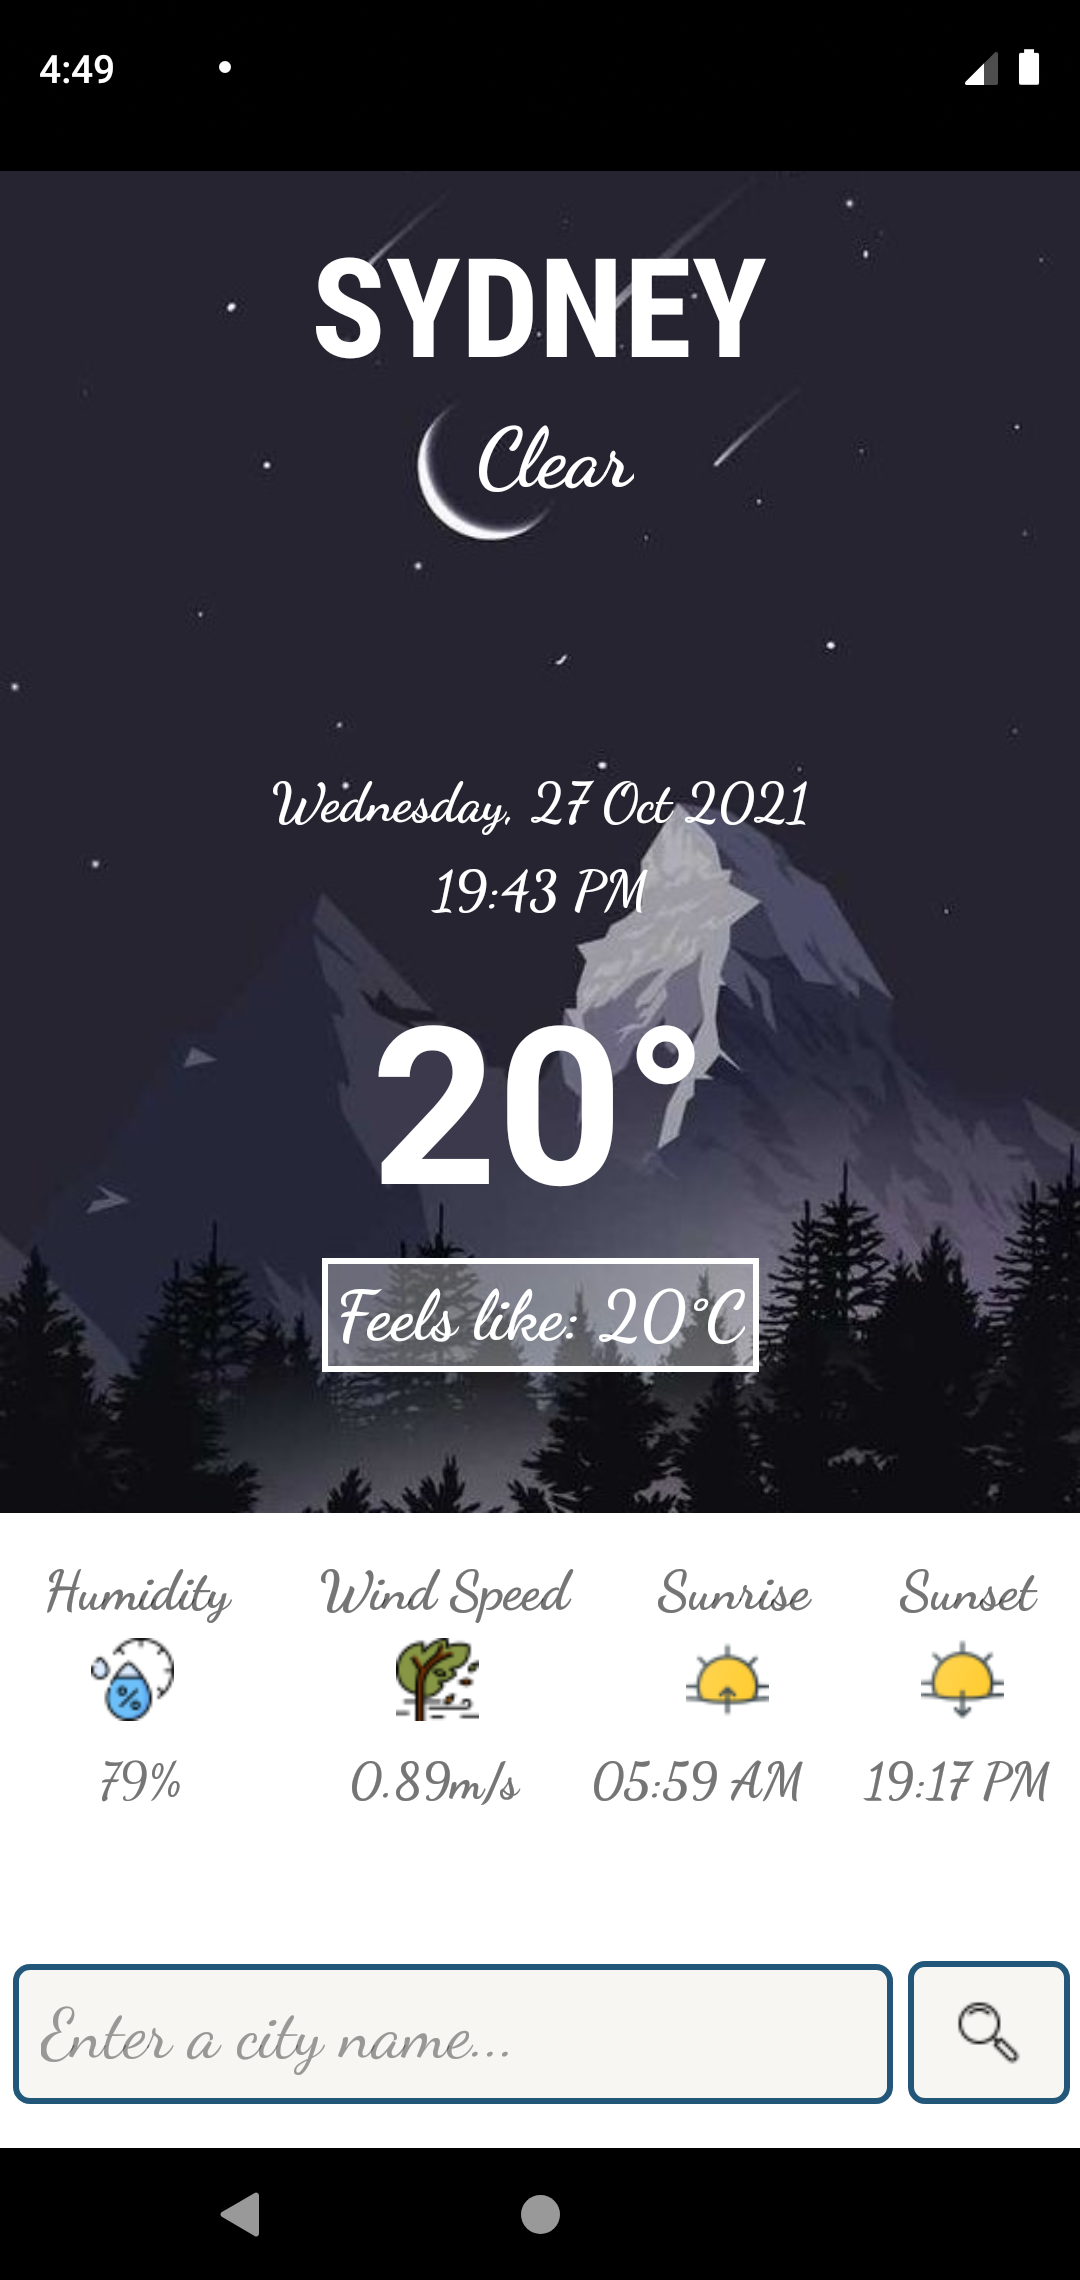 4:49
SYDNEY
Clear
Wednesday, 27 Oct 2021
19:43 PM
20°
Feels like: 20°C
Humidity Wind Speed Sunrise Sunset
%
79% 0.89m/s 05:59 AM 19:17 PM
Enter a city name...